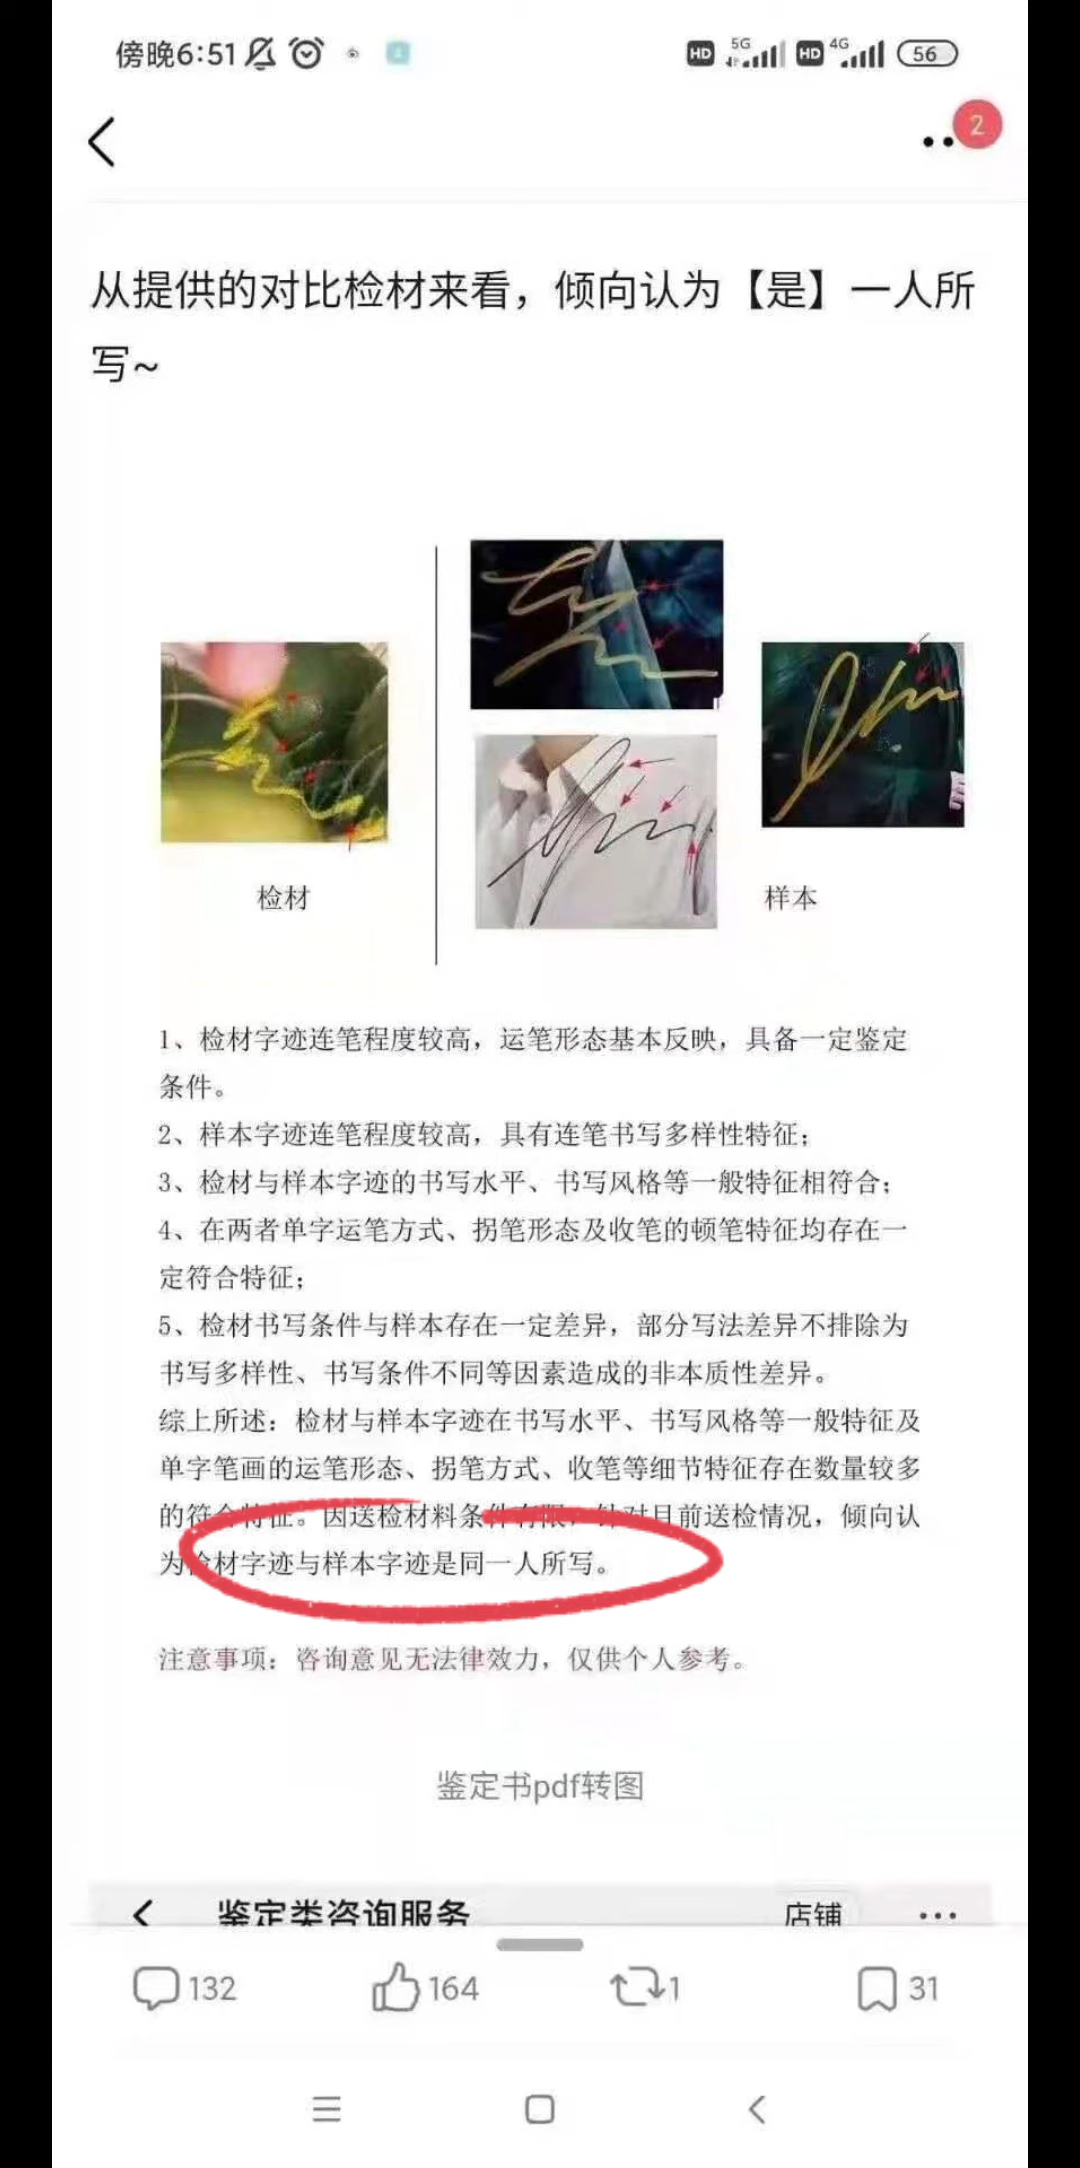 傍晚6:51
HD 5G HD 4G 56
2
从提供的对比检材来看，倾向认为【是】一人所
写~
检材
样本
1、检材字迹连笔程度较高，运笔形态基本反映，具备一定鉴定
条件。
2、样本字迹连笔程度较高，具有连笔书写多样性特征；
3、检材与样本字迹的书写水平、书写风格等一般特征相符合；
4、在两者单字运笔方式、拐笔形态及收笔的顿笔特征均存在一
定符合特征；
5、检材书写条件与样本存在一定差异，部分写法差异不排除为
书写多样性、书写条件不同等因素造成的非本质性差异。
综上所述：检材与样本字迹在书写水平、书写风格等一般特征及
单字笔画的运笔形态、拐笔方式、收笔等细节特征存在数量较多
的符合特征。因送检材料条件有限，针对目前送检情况，倾向认
为检材字迹与样本字迹是同一人所写。
注意事项：咨询意见无法律效力，仅供个人参考。
鉴定书pdf转图
鉴定类咨询服务 店铺
132 164 1 31